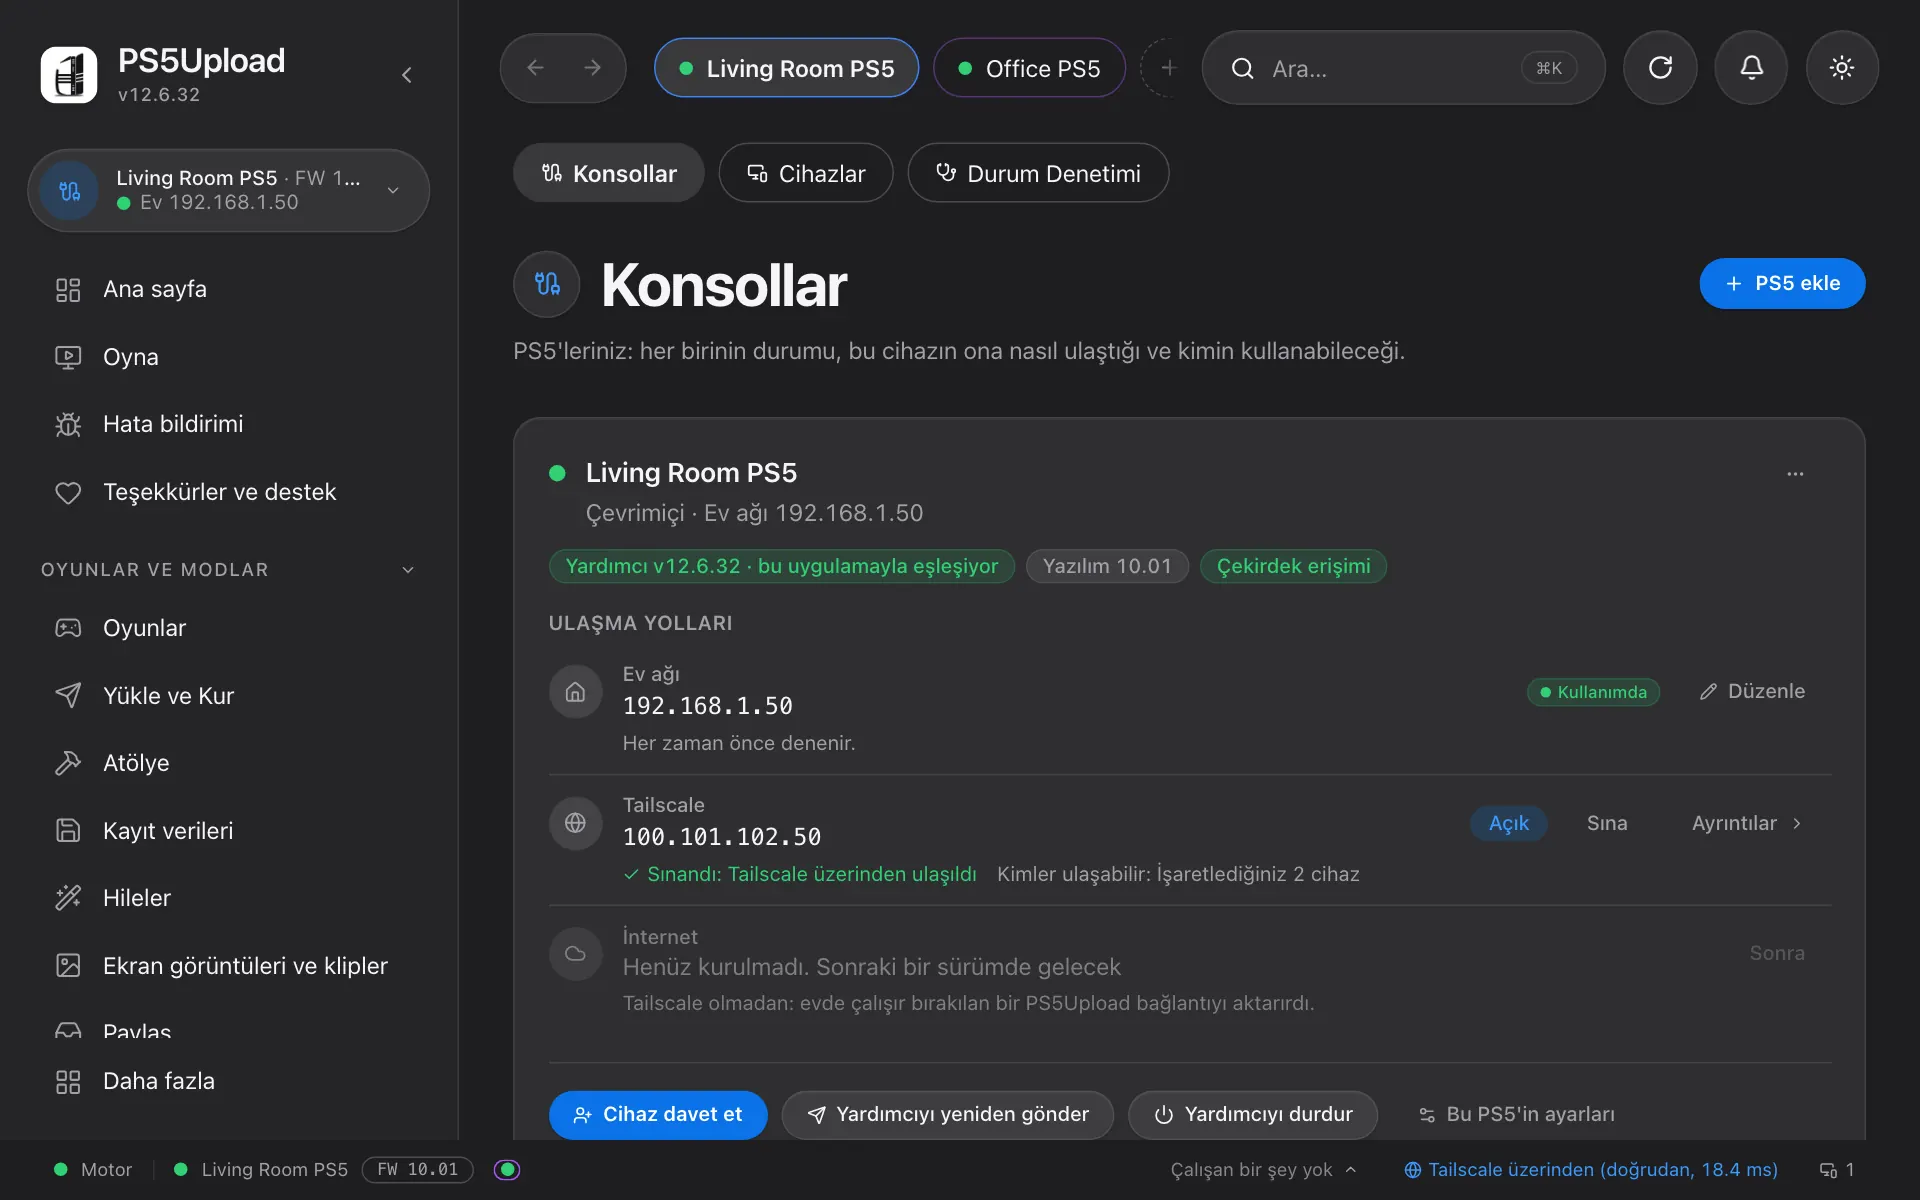 PS5Upload
v12.6.32
Living Room PS5 · FW 1...
Ev 192.168.1.50
Ana sayfa
Oyna
Hata bildirimi
Teşekkürler ve destek
OYUNLAR VE MODLAR
Oyunlar
Yükle ve Kur
Atölye
Kayıt verileri
Hileler
Ekran görüntüleri ve klipler
Paylaş
Daha fazla
Living Room PS5
Office PS5
Ara...
⌘K
Konsollar
Cihazlar
Durum Denetimi
Konsollar
PS5 ekle
PS5'leriniz: her birinin durumu, bu cihazın ona nasıl ulaştığı ve kimin kullanabileceği.
Living Room PS5
Çevrimiçi · Ev ağı 192.168.1.50
Yardımcı v12.6.32 · bu uygulamayla eşleşiyor
Yazılım 10.01
Çekirdek erişimi
ULAŞMA YOLLARI
Ev ağı
192.168.1.50
Her zaman önce denenir.
Kullanımda
Düzenle
Tailscale
100.101.102.50
Sınandı: Tailscale üzerinden ulaşıldı
Kimler ulaşabilir: İşaretlediğiniz 2 cihaz
Açık
Sına
Ayrıntılar
İnternet
Henüz kurulmadı. Sonraki bir sürümde gelecek
Tailscale olmadan: evde çalışır bırakılan bir PS5Upload bağlantıyı aktarırdı.
Sonra
Cihaz davet et
Yardımcıyı yeniden gönder
Yardımcıyı durdur
Bu PS5'in ayarları
Motor
Living Room PS5
FW 10.01
Çalışan bir şey yok
Tailscale üzerinden (doğrudan, 18.4 ms)
1